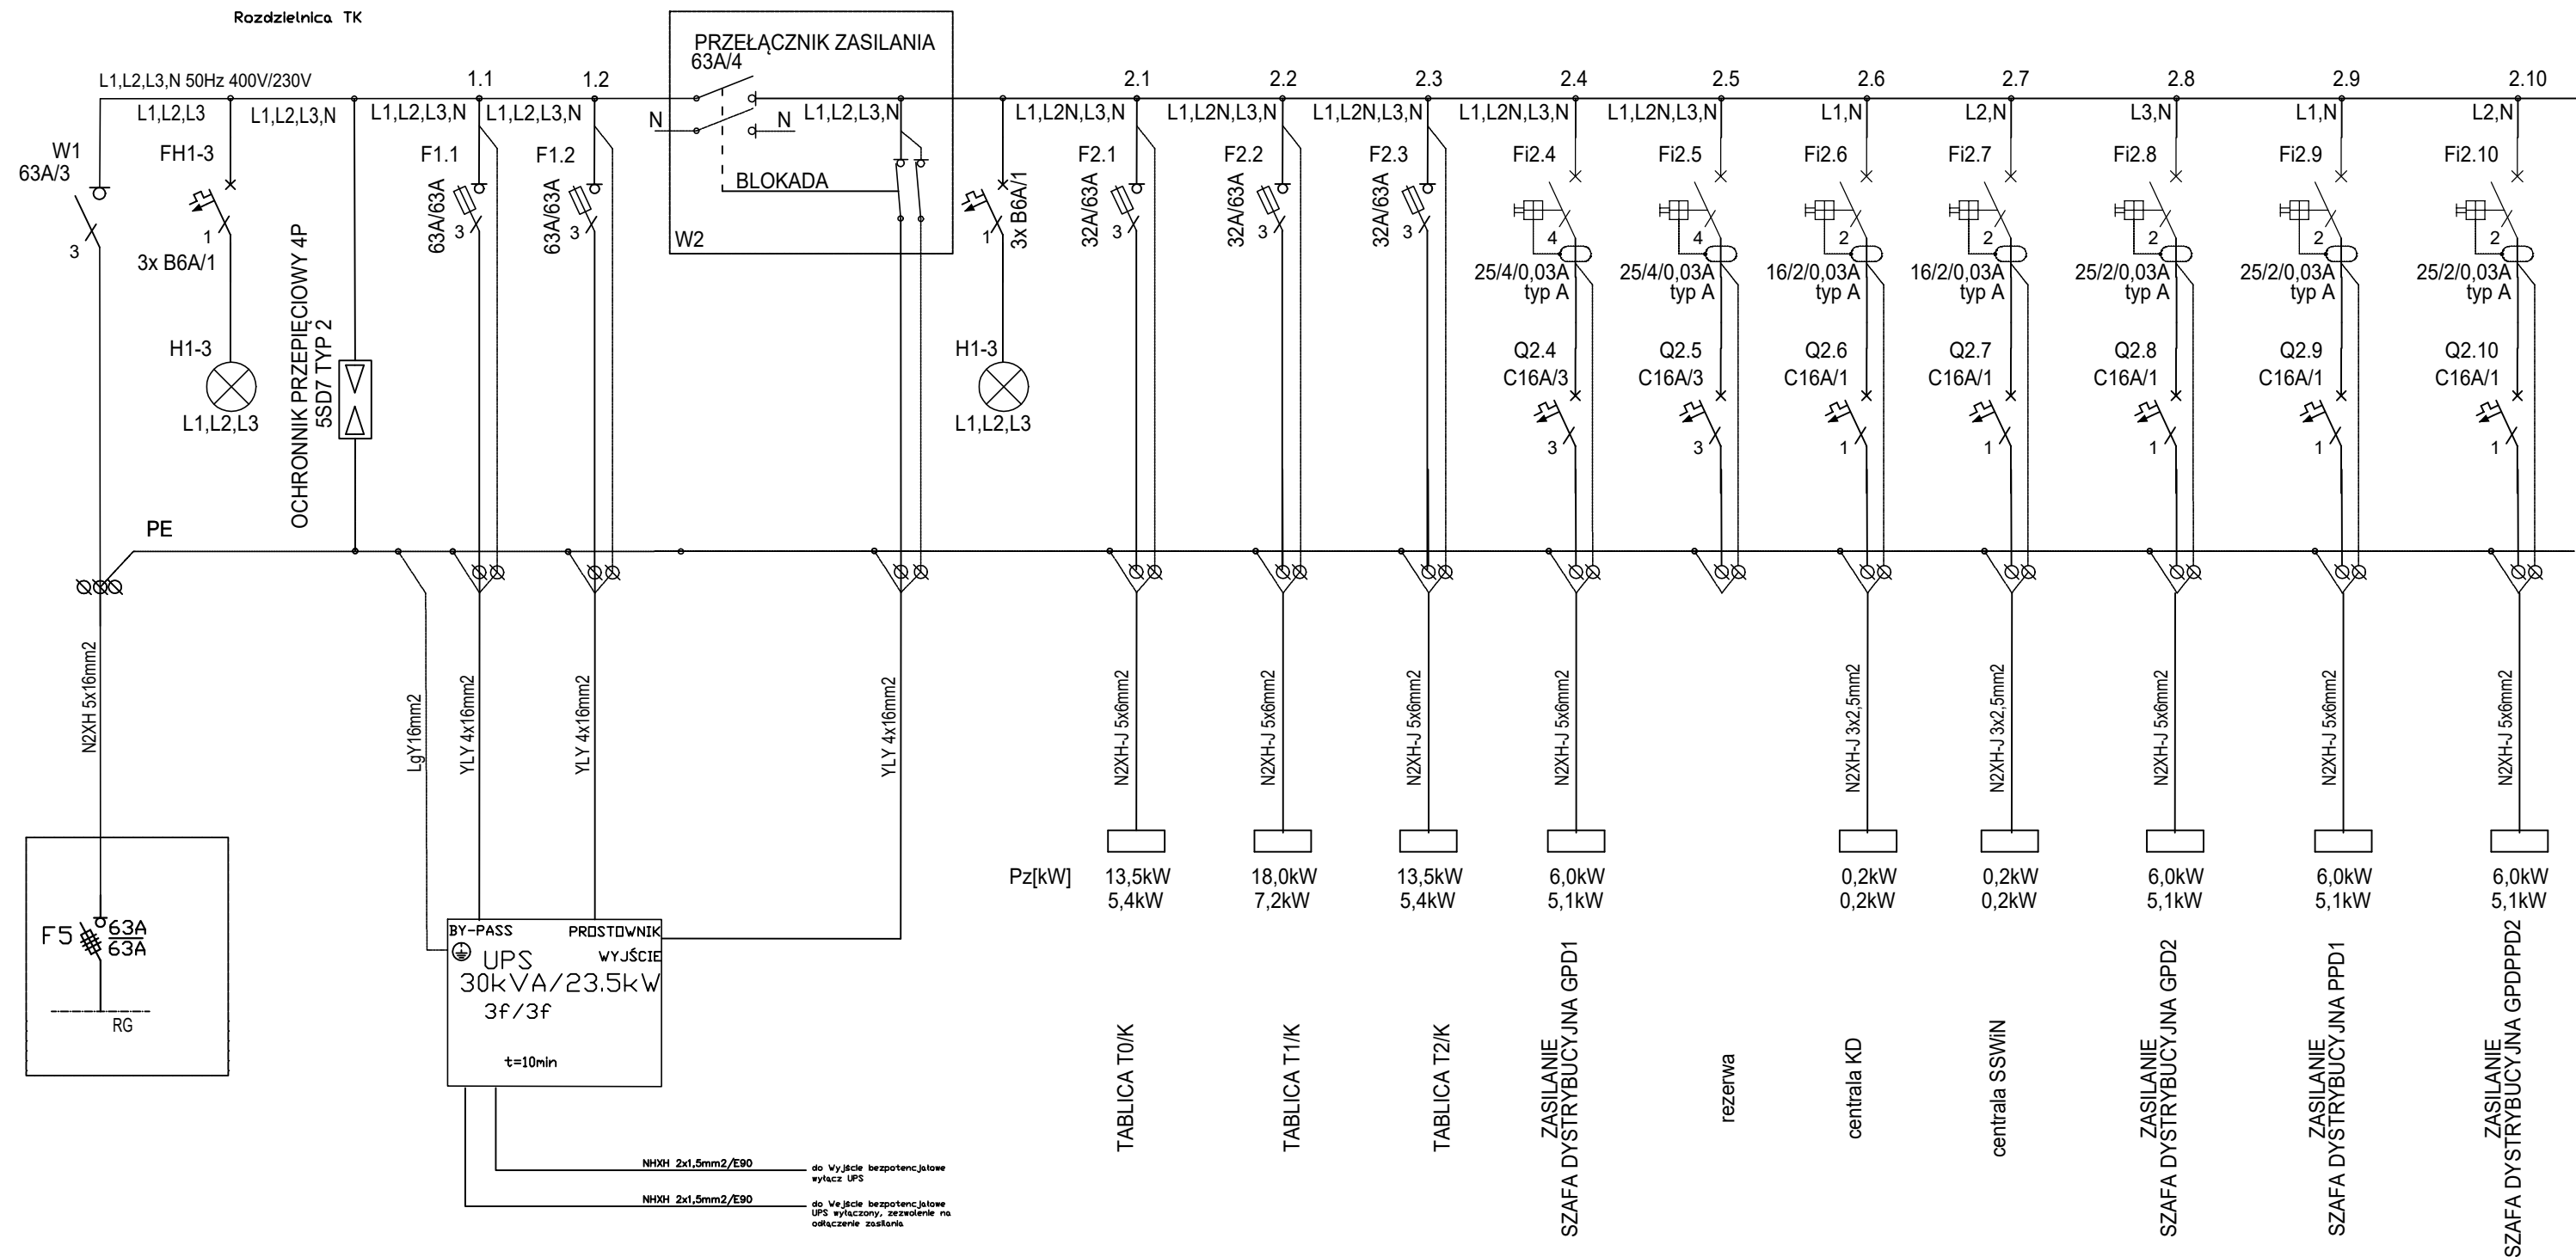 Rozdzielnica TK
PRZEŁĄCZNIK ZASILANIA
63A/4
L1,L2,L3,N 50Hz 400V/230V
1.1
1.2
2.1
2.2
2.3
2.4
2.5
2.6
2.7
2.8
2.9
2.10
L1,L2,L3
L1,L2,L3,N
L1,L2,L3,N
L1,L2,L3,N
N
N
L1,L2,L3,N
L1,L2N,L3,N
L1,L2N,L3,N
L1,L2N,L3,N
L1,L2N,L3,N
L1,L2N,L3,N
L1,N
L2,N
L3,N
L1,N
L2,N
W1
63A/3
3
FH1-3
1
3x B6A/1
H1-3
L1,L2,L3
OCHRONNIK PRZEPIĘCIOWY 4P
5SD7 TYP 2
F1.1
63A/63A
3
F1.2
63A/63A
3
BLOKADA
W2
1
3x B6A/1
H1-3
L1,L2,L3
F2.1
32A/63A
3
F2.2
32A/63A
3
F2.3
32A/63A
3
Fi2.4
4
25/4/0,03A
typ A
Q2.4
C16A/3
3
Fi2.5
4
25/4/0,03A
typ A
Q2.5
C16A/3
3
Fi2.6
2
16/2/0,03A
typ A
Q2.6
C16A/1
1
Fi2.7
2
16/2/0,03A
typ A
Q2.7
C16A/1
1
Fi2.8
2
25/2/0,03A
typ A
Q2.8
C16A/1
1
Fi2.9
2
25/2/0,03A
typ A
Q2.9
C16A/1
1
Fi2.10
2
25/2/0,03A
typ A
Q2.10
C16A/1
1
PE
N2XH 5x16mm2
LgY16mm2
YLY 4x16mm2
YLY 4x16mm2
YLY 4x16mm2
N2XH-J 5x6mm2
N2XH-J 5x6mm2
N2XH-J 5x6mm2
N2XH-J 5x6mm2
N2XH-J 3x2,5mm2
N2XH-J 3x2,5mm2
N2XH-J 5x6mm2
N2XH-J 5x6mm2
N2XH-J 5x6mm2
Pz[kW]
13,5kW
5,4kW
18,0kW
7,2kW
13,5kW
5,4kW
6,0kW
5,1kW
0,2kW
0,2kW
0,2kW
0,2kW
6,0kW
5,1kW
6,0kW
5,1kW
6,0kW
5,1kW
F5
63A
63A
RG
BY-PASS
PROSTOWNIK
UPS
WYJŚCIE
30kVA/23.5kW
3f/3f
t=10min
TABLICA T0/K
TABLICA T1/K
TABLICA T2/K
ZASILANIE
SZAFA DYSTRYBUCYJNA GPD1
rezerwa
centrala KD
centrala SSWiN
ZASILANIE
SZAFA DYSTRYBUCYJNA GPD2
ZASILANIE
SZAFA DYSTRYBUCYJNA PPD1
ZASILANIE
SZAFA DYSTRYBUCYJNA GPDPPD2
NHXH 2x1,5mm2/E90
do Wyjście bezpotencjałowe
wyłącz UPS
NHXH 2x1,5mm2/E90
do Wejście bezpotencjałowe
UPS wyłączony, zezwolenie na
odłączenie zasilania